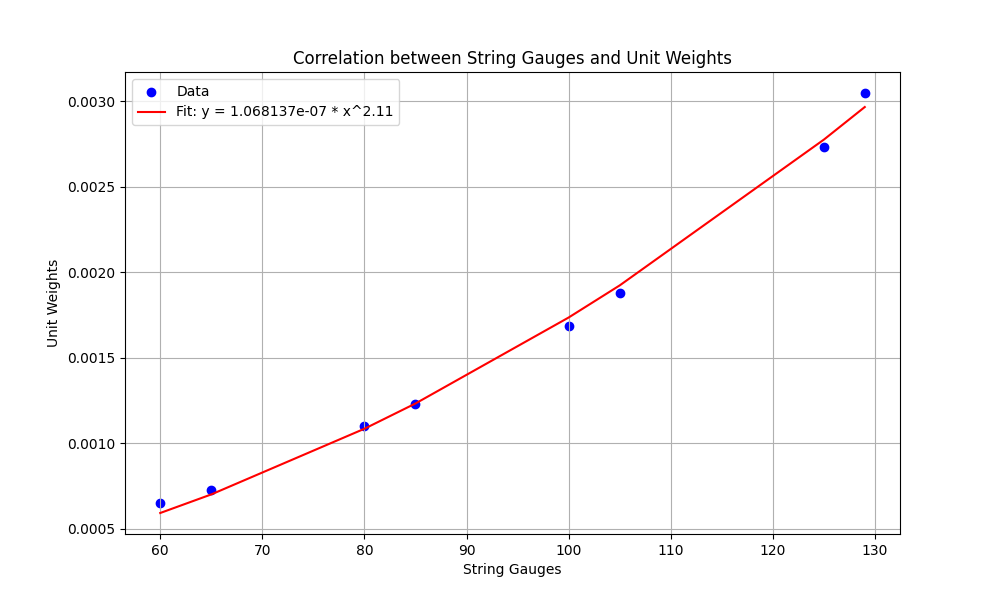 Correlation between String Gauges and Unit Weights
Data
Fit: y = 1.068137e-07 * x^2.11
0.0030
0.0025
0.0020
0.0015
0.0010
0.0005
Unit Weights
60 70 80 90 100 110 120 130
String Gauges